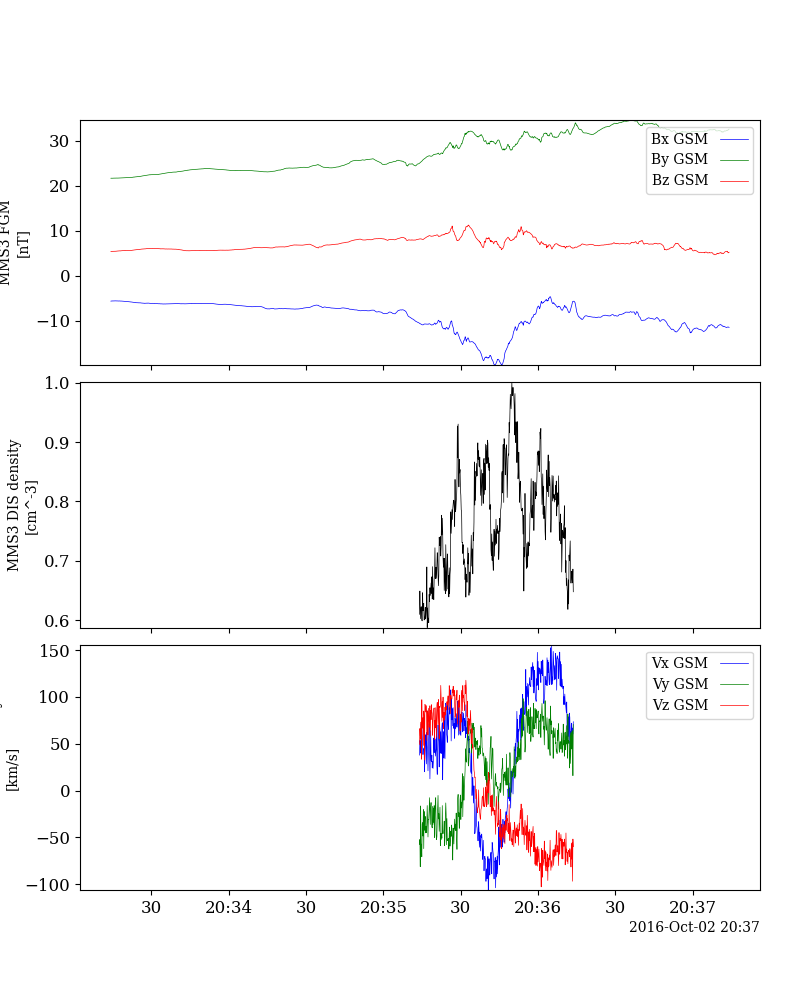 MMS3 FGM
[nT]
30
20
10
0
−10
Bx GSM
By GSM
Bz GSM
MMS3 DIS density
[cm^-3]
1.0
0.9
0.8
0.7
0.6
[km/s]
150
100
50
0
−50
−100
Vx GSM
Vy GSM
Vz GSM
30 20:34 30 20:35 30 20:36 30 20:37
2016-Oct-02 20:37